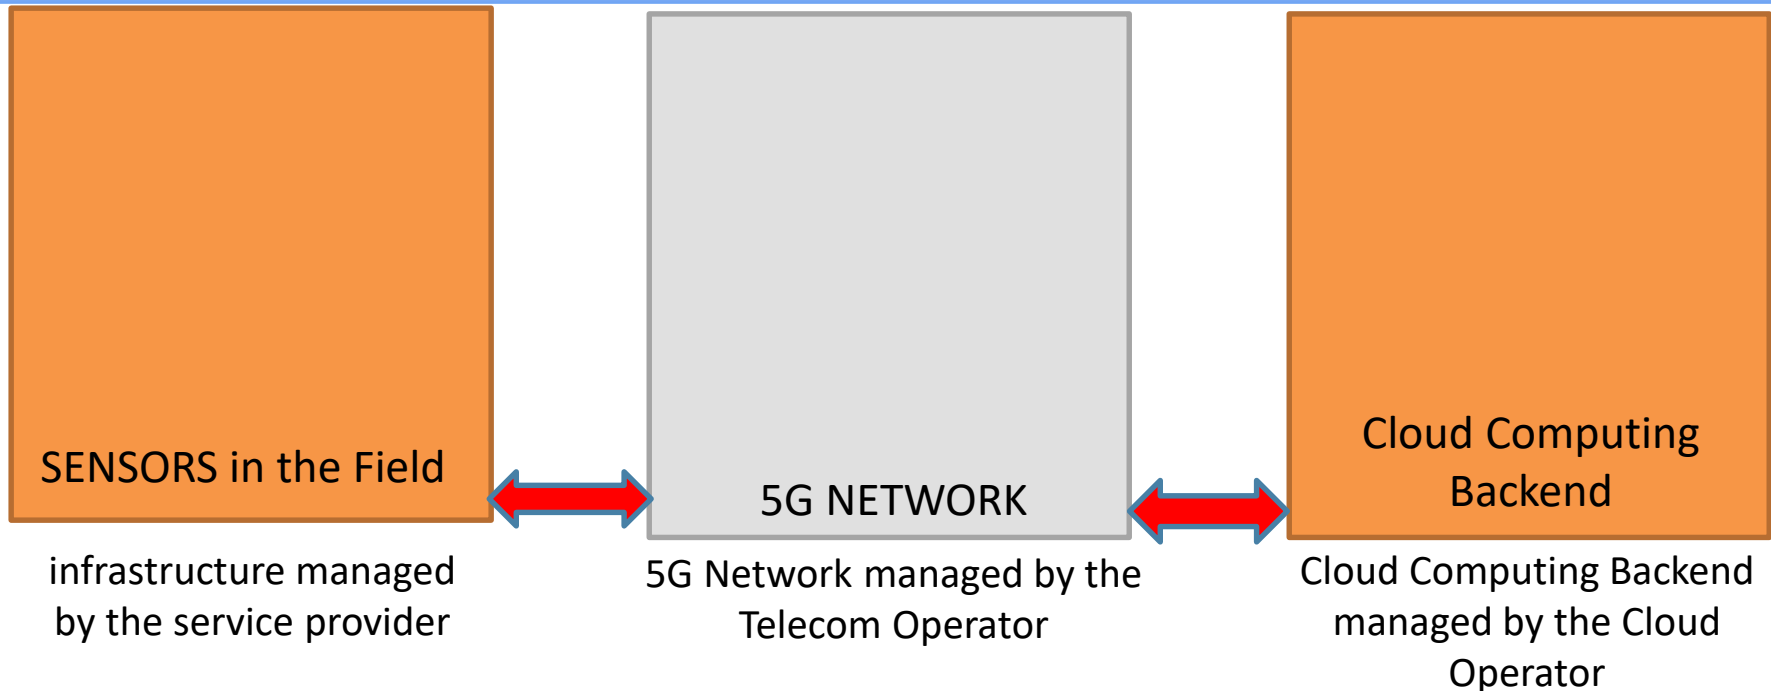 SENSORS in the Field
infrastructure managed
by the service provider
5G NETWORK
5G Network managed by the
Telecom Operator
Cloud Computing
Backend
Cloud Computing Backend
managed by the Cloud
Operator